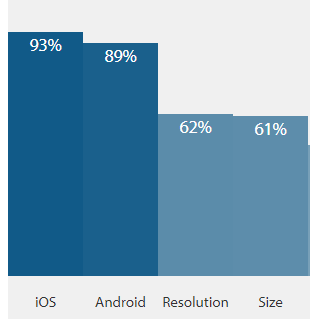 93%
89%
62%
61%
iOS
Android
Resolution
Size